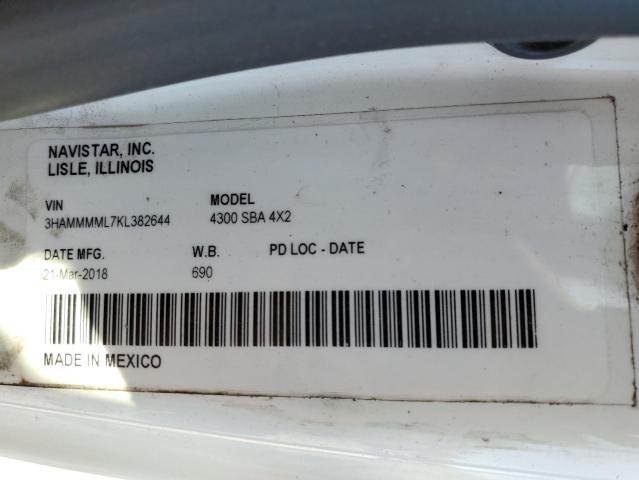 NAVISTAR, INC.
LISLE, ILLINOIS
VIN MODEL
3HAMMMML7KL382644 4300 SBA 4X2
DATE MFG. W.B. PD LOC - DATE
21-Mar-2018 690
MADE IN MEXICO